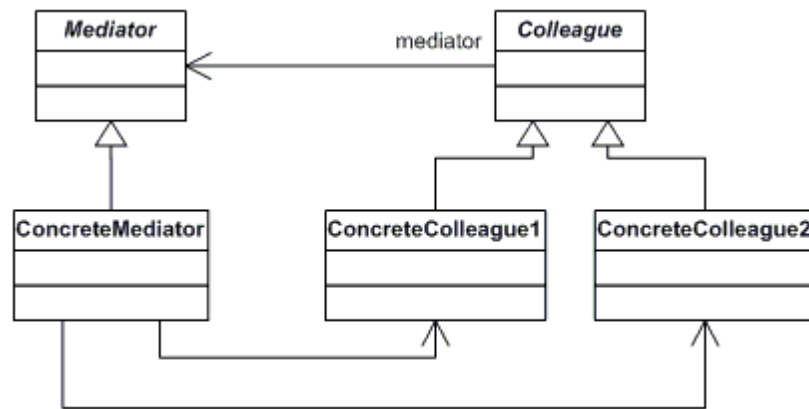 Mediator
mediator
Colleague
ConcreteMediator
ConcreteColleague1
ConcreteColleague2